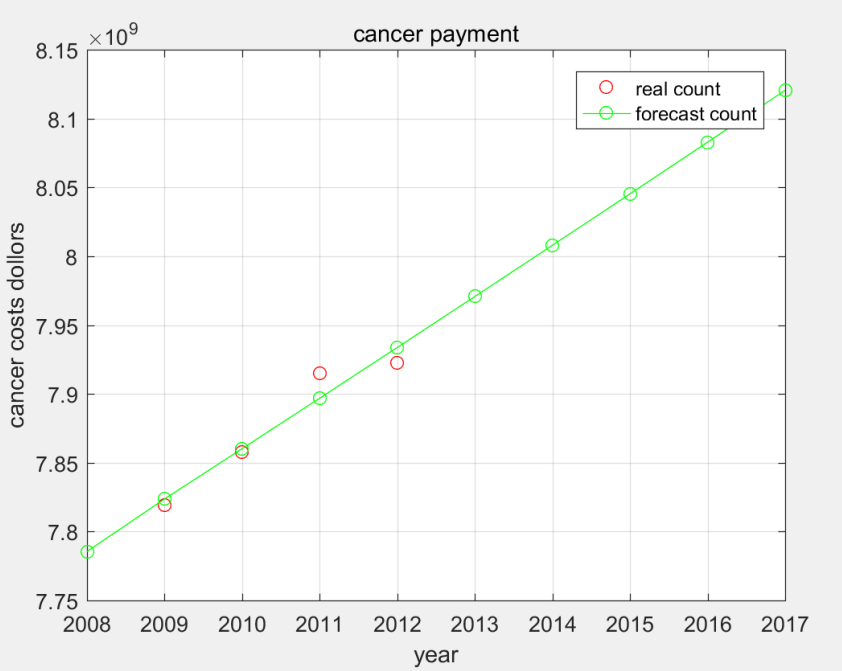 ×10^9
cancer payment
real count
forecast count
8.15
8.1
8.05
8
7.95
7.9
7.85
7.8
7.75
cancer costs dollors
2008 2009 2010 2011 2012 2013 2014 2015 2016 2017
year